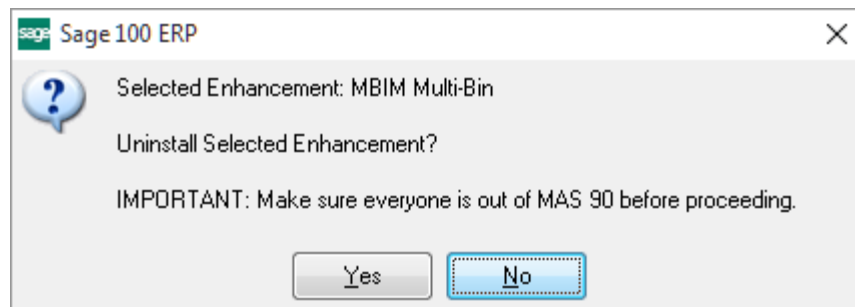 sage Sage 100 ERP
Selected Enhancement: MBIM Multi-Bin
Uninstall Selected Enhancement?
IMPORTANT: Make sure everyone is out of MAS 90 before proceeding.
Yes No